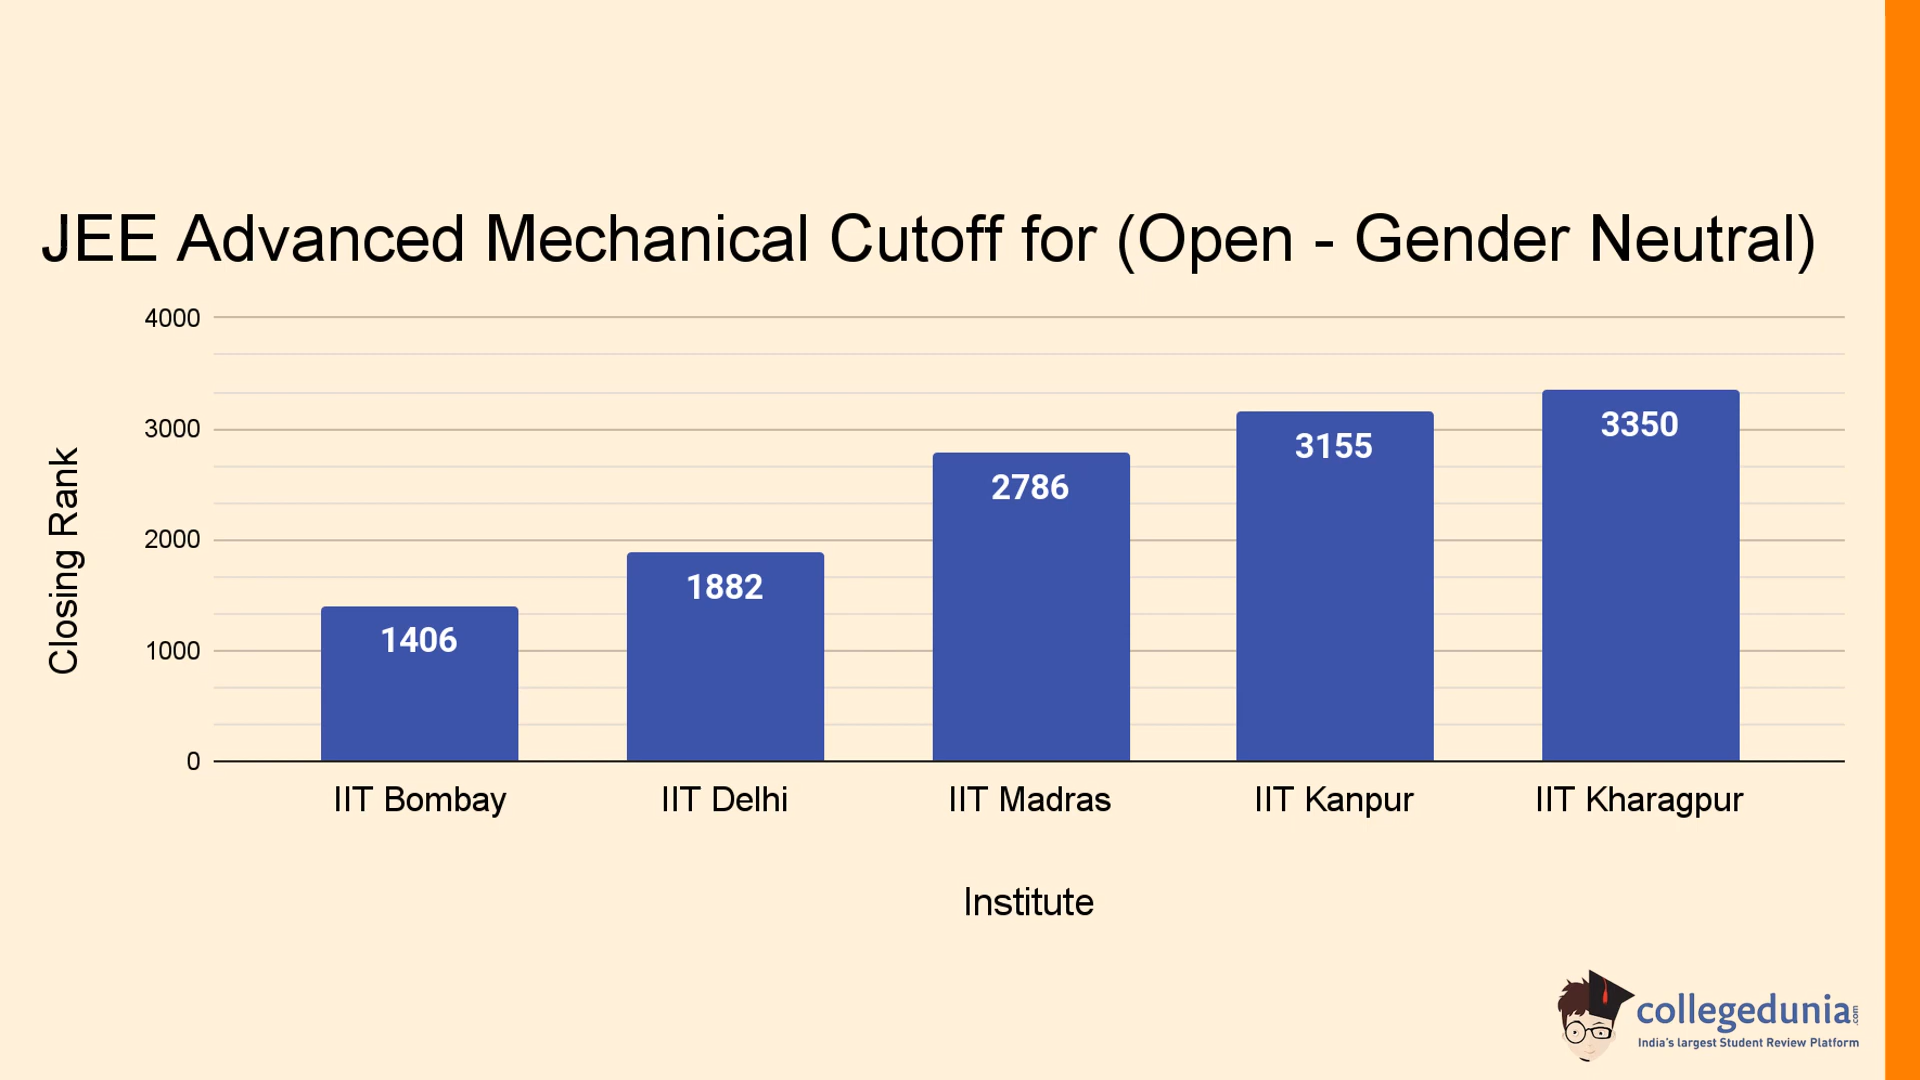 JEE Advanced Mechanical Cutoff for (Open - Gender Neutral)
Closing Rank
4000
3000
2000
1000
0
1406
1882
2786
3155
3350
IIT Bombay
IIT Delhi
IIT Madras
IIT Kanpur
IIT Kharagpur
Institute
collegedunia.com
India's largest Student Review Platform